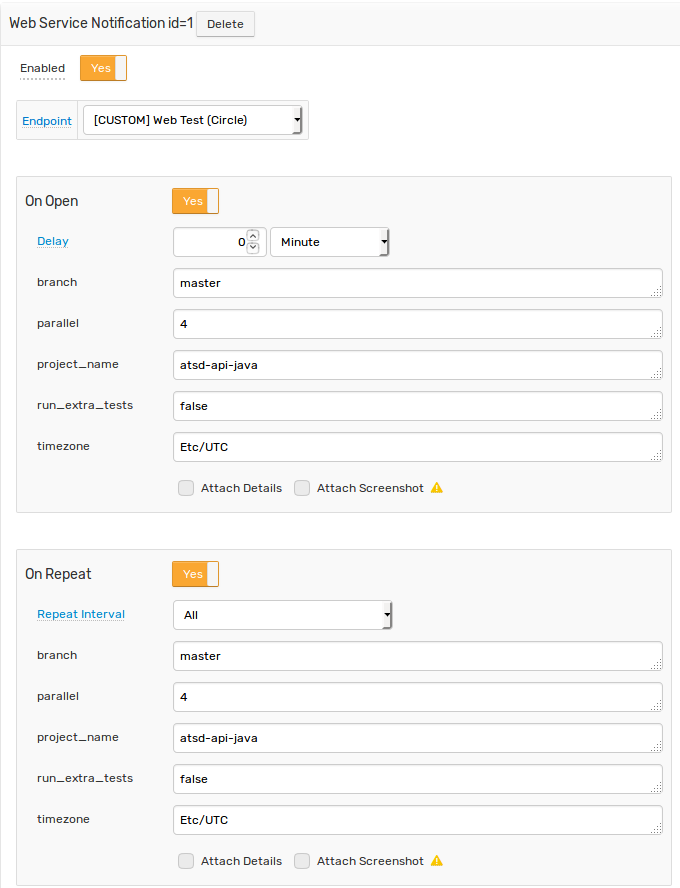 Web Service Notification id=1 Delete
Enabled Yes
Endpoint [CUSTOM] Web Test (Circle)
On Open Yes
Delay 0 Minute
branch master
parallel 4
project_name atsd-api-java
run_extra_tests false
timezone Etc/UTC
Attach Details Attach Screenshot
On Repeat Yes
Repeat Interval All
branch master
parallel 4
project_name atsd-api-java
run_extra_tests false
timezone Etc/UTC
Attach Details Attach Screenshot